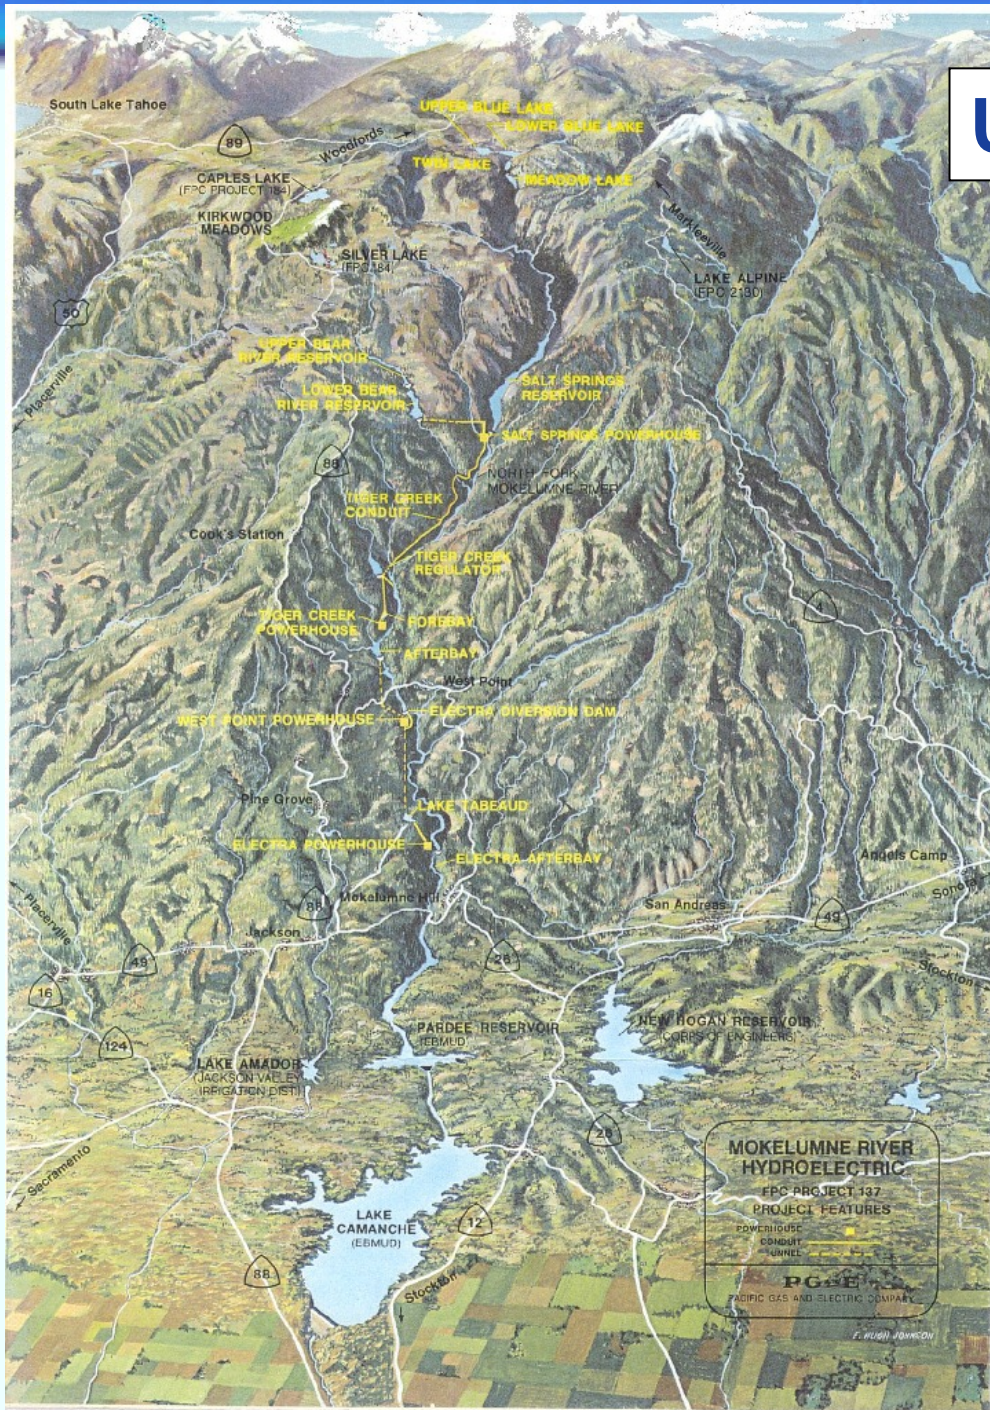 U
South Lake Tahoe
UPPER BLUE LAKE
LOWER BLUE LAKE
89
Woodfords
TWIN LAKE
MEADOW LAKE
CAPLES LAKE
(FPC PROJECT 184)
KIRKWOOD
MEADOWS
Markleeville
SILVER LAKE
(FPC 184)
LAKE ALPINE
(FPC 2130)
50
UPPER BEAR
RIVER RESERVOIR
Placerville
LOWER BEAR
RIVER RESERVOIR
SALT SPRINGS
RESERVOIR
SALT SPRINGS POWERHOUSE
88
NORTH FORK
MOKELUMNE RIVER
TIGER CREEK
CONDUIT
Cook's Station
TIGER CREEK
REGULATOR
4
TIGER CREEK
POWERHOUSE
FOREBAY
AFTERBAY
West Point
ELECTRA DIVERSION DAM
WEST POINT POWERHOUSE
Pine Grove
LAKE TABEAUD
ELECTRA POWERHOUSE
ELECTRA AFTERBAY
Angels Camp
Sonora
88
Mokelumne Hill
San Andreas
49
Placerville
Jackson
49
26
Stockton
16
124
PARDEE RESERVOIR
(EBMUD)
NEW HOGAN RESERVOIR
(CORPS OF ENGINEERS)
LAKE AMADOR
(JACKSON VALLEY
IRRIGATION DIST.)
26
Sacramento
LAKE
CAMANCHE
(EBMUD)
12
88
Stockton
MOKELUMNE RIVER
HYDROELECTRIC
FPC PROJECT 137
PROJECT FEATURES
POWERHOUSE
CONDUIT
TUNNEL
PG and E
PACIFIC GAS AND ELECTRIC COMPANY
E. HUGH JOHNSON